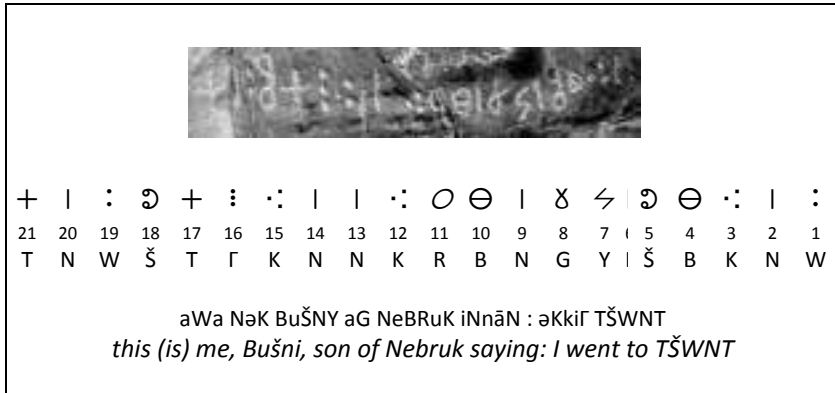 ⵜ ⵏ : ⵛ ⵜ ⵗ ⴾ ⵏ ⵏ ⴾ ⵔ ⴱ ⵏ ⴳ ⵢ ⵏ ⵛ ⴱ ⴾ ⵏ :
21 20 19 18 17 16 15 14 13 12 11 10 9 8 7 6 5 4 3 2 1
T N W Š T Γ K N N K R B N G Y N Š B K N W
aWa NəK BuŠNY aG NeBRuK iNnāN : əKkiΓ TŠWNT
this (is) me, Bušni, son of Nebruk saying: I went to TŠWNT